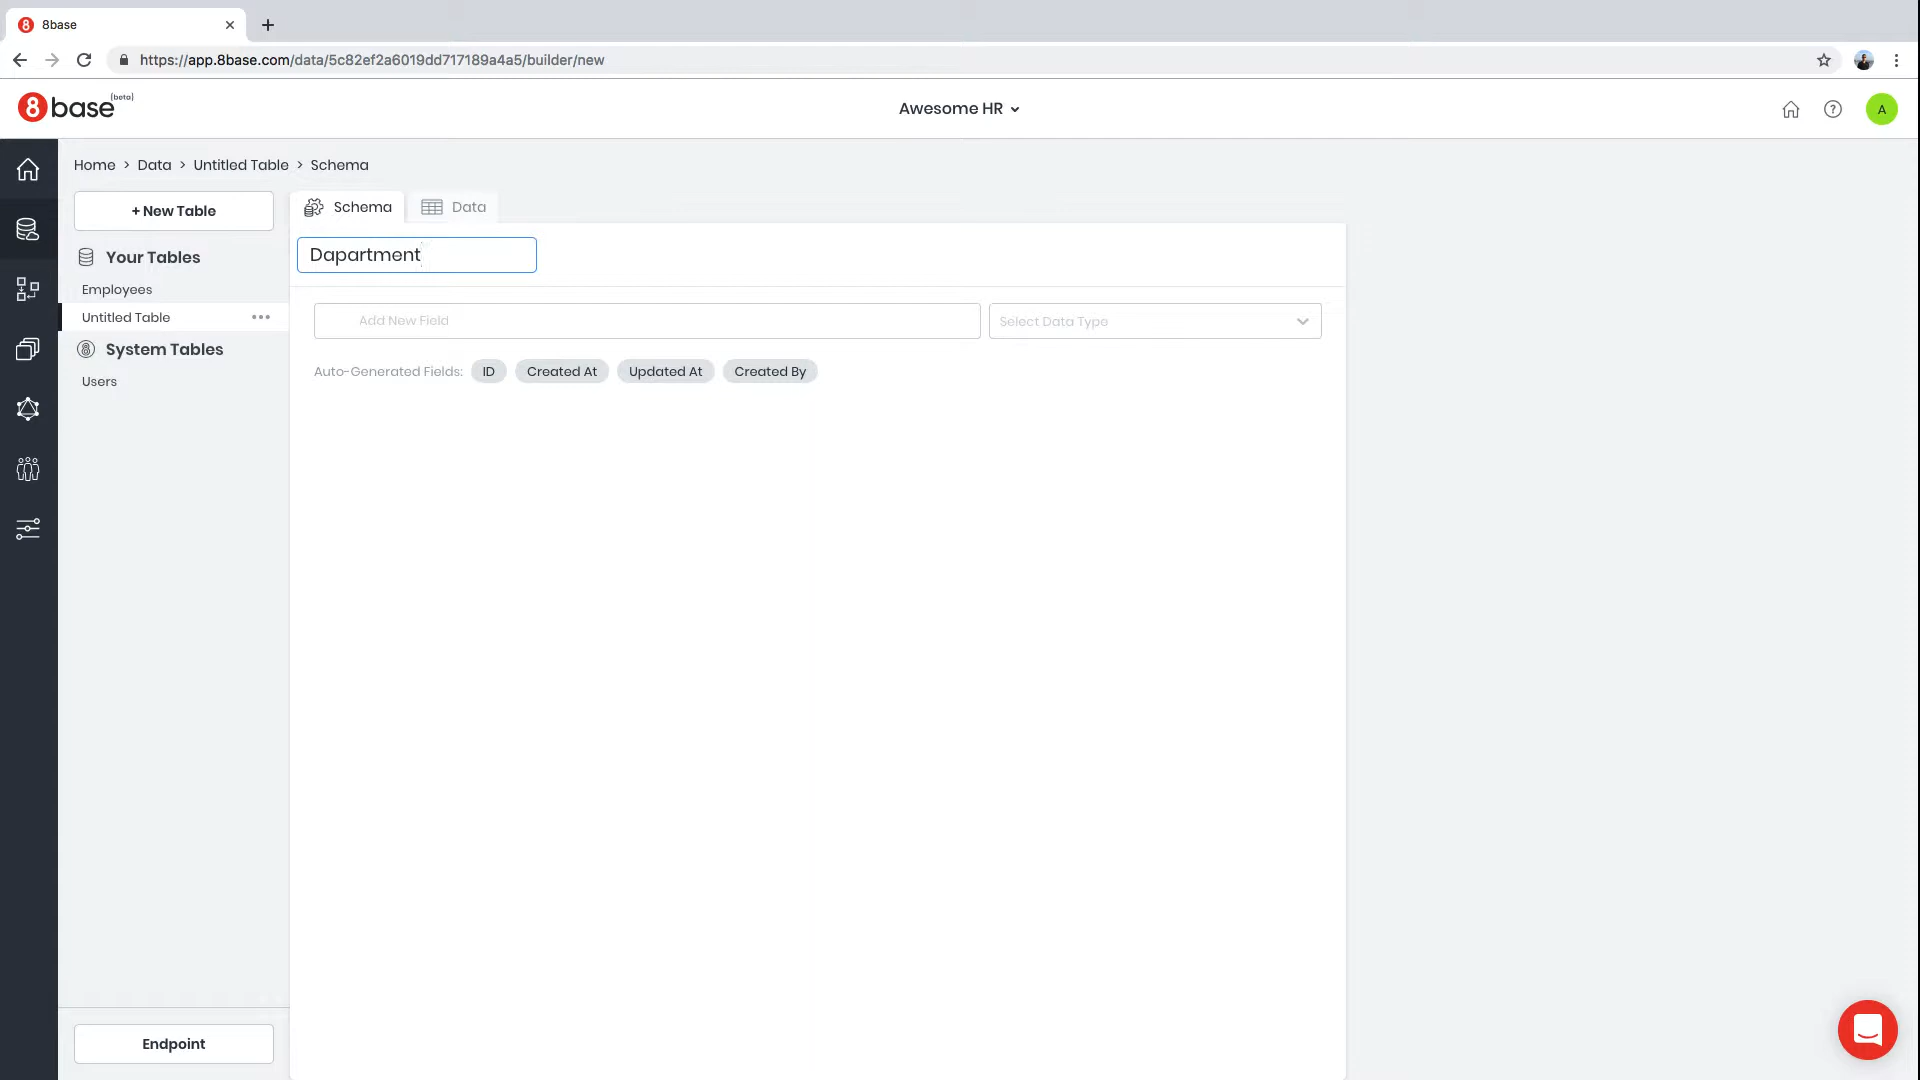 8base
https://app.8base.com/data/5c82ef2a6019dd717189a4a5/builder/new
8base (beta)
Awesome HR
A
Home > Data > Untitled Table > Schema
+ New Table
Schema
Data
Your Tables
Dapartment
Employees
Untitled Table
Add New Field
Select Data Type
System Tables
Auto-Generated Fields: ID Created At Updated At Created By
Users
Endpoint